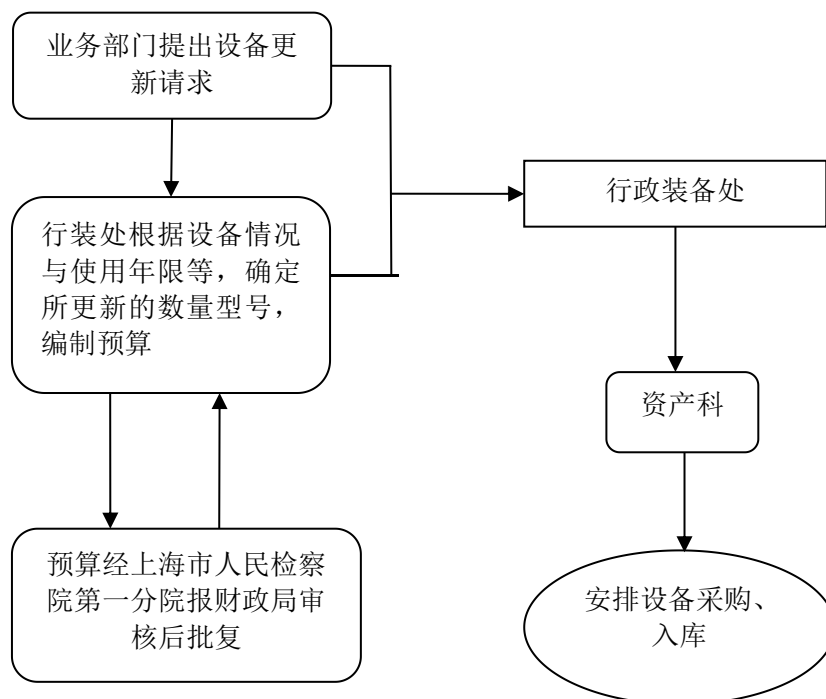 业务部门提出设备更
新请求
行装处根据设备情况
与使用年限等，确定
所更新的数量型号，
编制预算
预算经上海市人民检察
院第一分院报财政局审
核后批复
行政装备处
资产科
安排设备采购、
入库